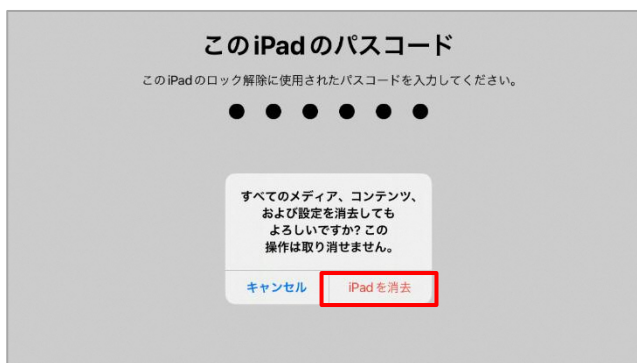 このiPadのパスコード
このiPadのロック解除に使用されたパスコードを入力してください。
すべてのメディア、コンテンツ、
および設定を消去しても
よろしいですか? この
操作は取り消せません。
キャンセル iPadを消去